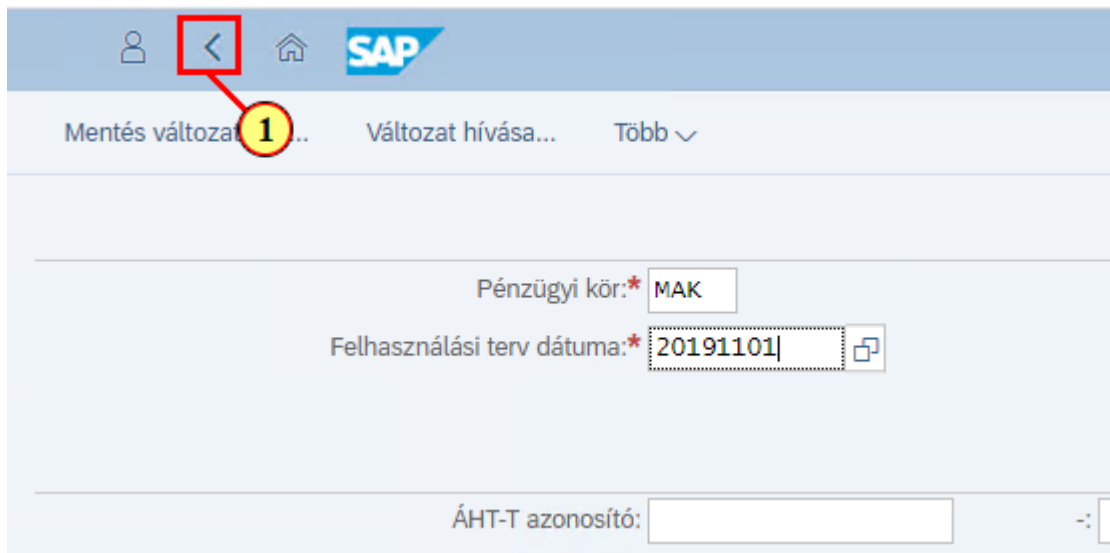 SAP
Mentés változat 1 ... Változat hívása... Több
Pénzügyi kör:* MAK
Felhasználási terv dátuma:* 20191101
ÁHT-T azonosító: -: